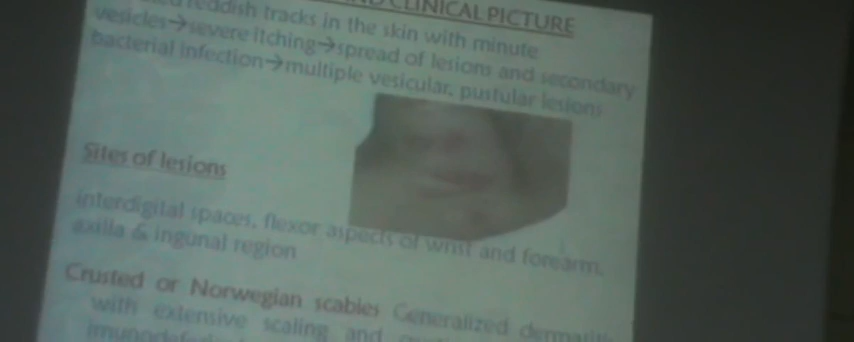 CLINICAL PICTURE
reddish tracks in the skin with minute
vesicles→severe itching→spread of lesions and secondary
bacterial infection→multiple vesicular, pustular lesions
Sites of lesions
interdigital spaces, flexor aspects of wrist and forearm,
axilla & ingunal region
Crusted or Norwegian scabies Generalized
with extensive scaling and